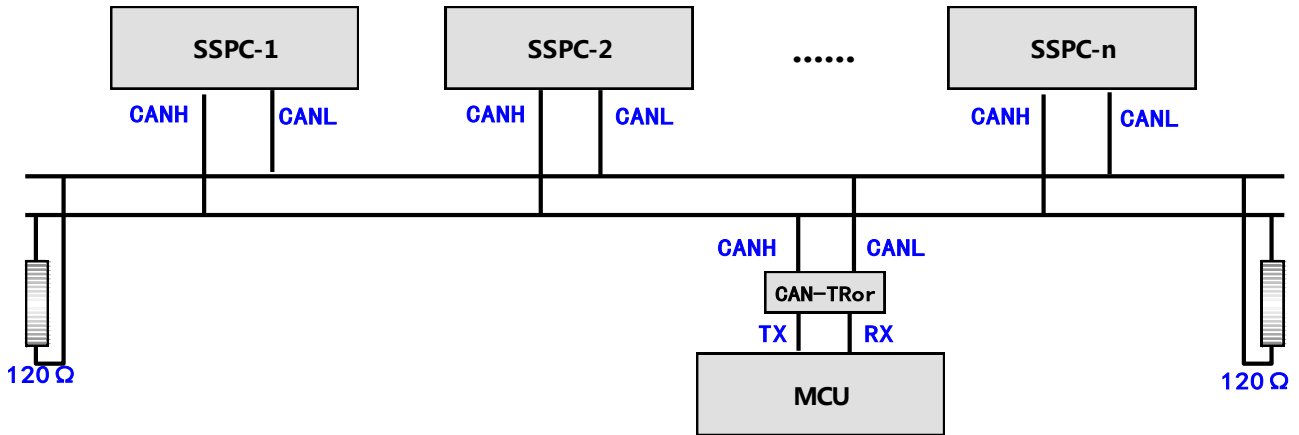 SSPC-1
SSPC-2
......
SSPC-n
CANH
CANL
CANH
CANL
CANH
CANL
CANH
CANL
CAN-TRor
TX
RX
MCU
120Ω
120Ω